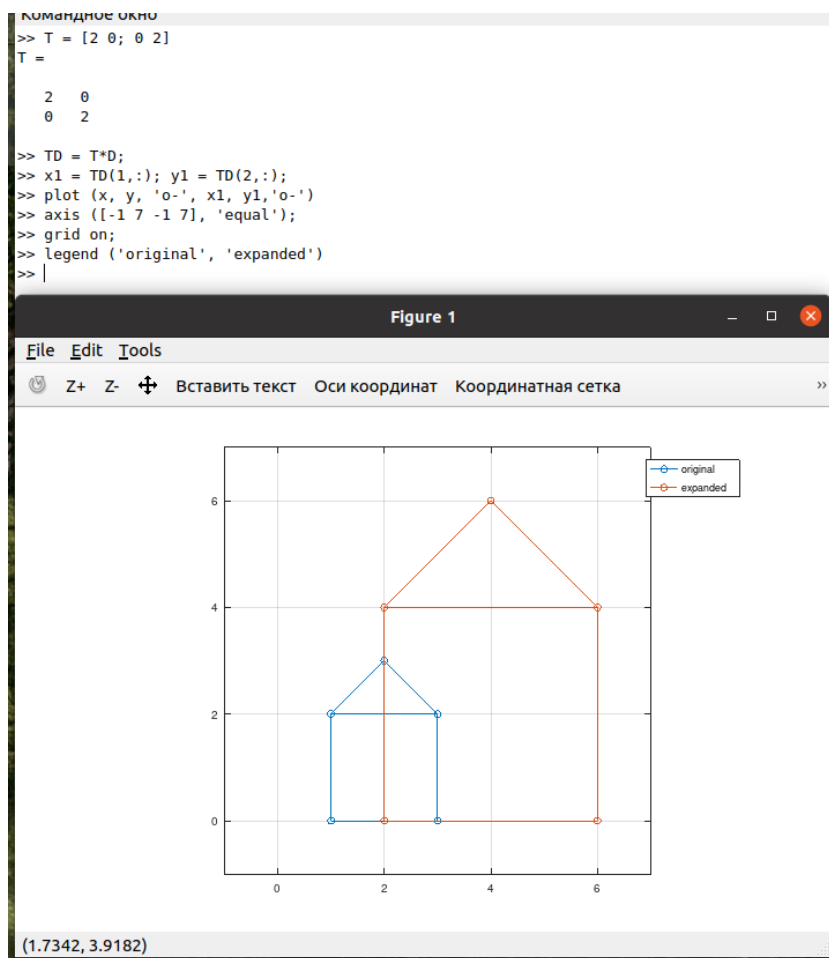 Командное окно
>> T = [2 0; 0 2]
T =
2 0
0 2
>> TD = T*D;
>> x1 = TD(1,:); y1 = TD(2,:);
>> plot (x, y, 'o-', x1, y1,'o-')
>> axis ([-1 7 -1 7], 'equal');
>> grid on;
>> legend ('original', 'expanded')
>>
Figure 1
File Edit Tools
Z+ Z- Вставить текст Оси координат Координатная сетка »
original
expanded
6
4
2
0
0 2 4 6
(1.7342, 3.9182)